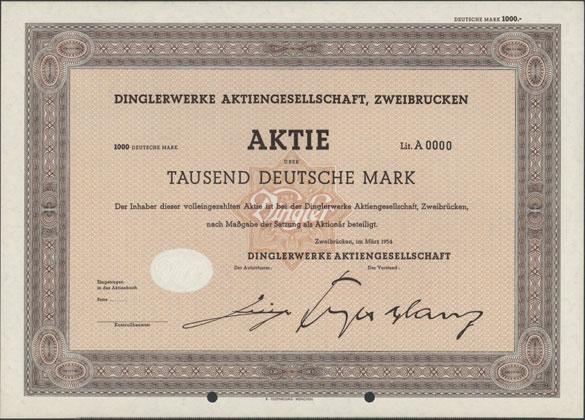 DEUTSCHE MARK 1000.-
DINGLERWERKE AKTIENGESELLSCHAFT, ZWEIBRÜCKEN
1000 DEUTSCHE MARK AKTIE Lit. A 0000
ÜBER
TAUSEND DEUTSCHE MARK
Der Inhaber dieser volleingezahlten Aktie ist bei der Dinglerwerke Aktiengesellschaft, Zweibrücken,
Dingler
nach Maßgabe der Satzung als Aktionär beteiligt.
Zweibrücken, im März 1954
DINGLERWERKE AKTIENGESELLSCHAFT
Der Aufsichtsrat: Der Vorstand:
Eingetragen
in das Aktienbuch
Seite
Kontrollbeamter